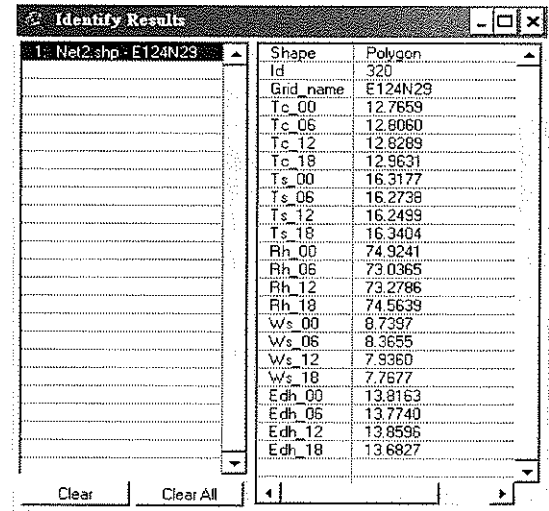 Identify Results
1: Net2.shp - E124N29
Shape Polygon
Id 320
Grid_name E124N29
Tc_00 12.7659
Tc_06 12.8060
Tc_12 12.8289
Tc_18 12.9631
Ts_00 16.3177
Ts_06 16.2738
Ts_12 16.2499
Ts_18 16.3404
Rh_00 74.9241
Rh_06 73.0365
Rh_12 73.2786
Rh_18 74.5639
Ws_00 8.7397
Ws_06 8.3655
Ws_12 7.9360
Ws_18 7.7677
Edh_00 13.8163
Edh_06 13.7740
Edh_12 13.8596
Edh_18 13.6827
Clear Clear All